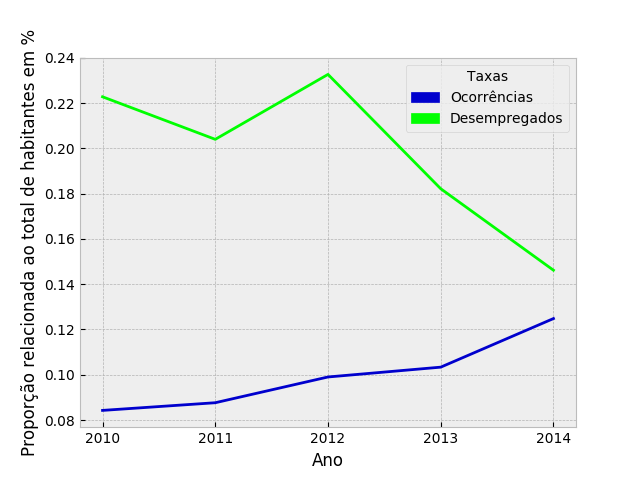 Proporção relacionada ao total de habitantes em %
0.24
0.22
0.20
0.18
0.16
0.14
0.12
0.10
0.08
Taxas
Ocorrências
Desempregados
2010 2011 2012 2013 2014
Ano